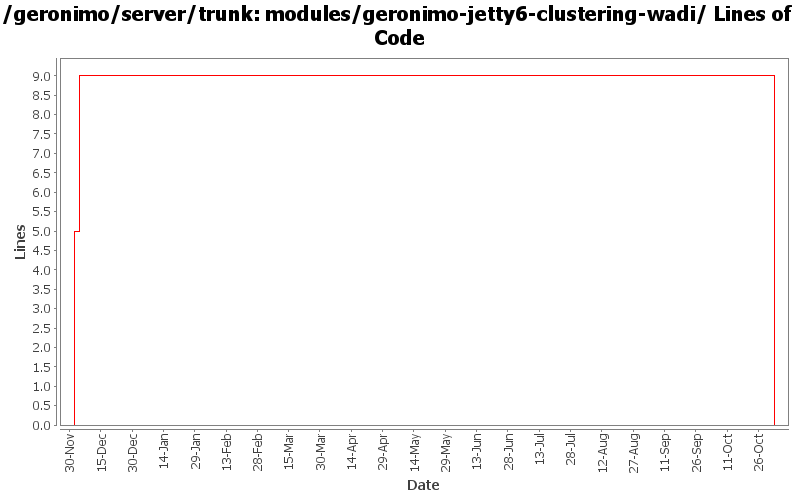 /geronimo/server/trunk: modules/geronimo-jetty6-clustering-wadi/ Lines of
Code
9.0
8.5
8.0
7.5
7.0
6.5
6.0
5.5
5.0
4.5
4.0
3.5
3.0
2.5
2.0
1.5
1.0
0.5
0.0
Lines
30-Nov
15-Dec
30-Dec
14-Jan
29-Jan
13-Feb
28-Feb
15-Mar
30-Mar
14-Apr
29-Apr
14-May
29-May
13-Jun
28-Jun
13-Jul
28-Jul
12-Aug
27-Aug
11-Sep
26-Sep
11-Oct
26-Oct
Date